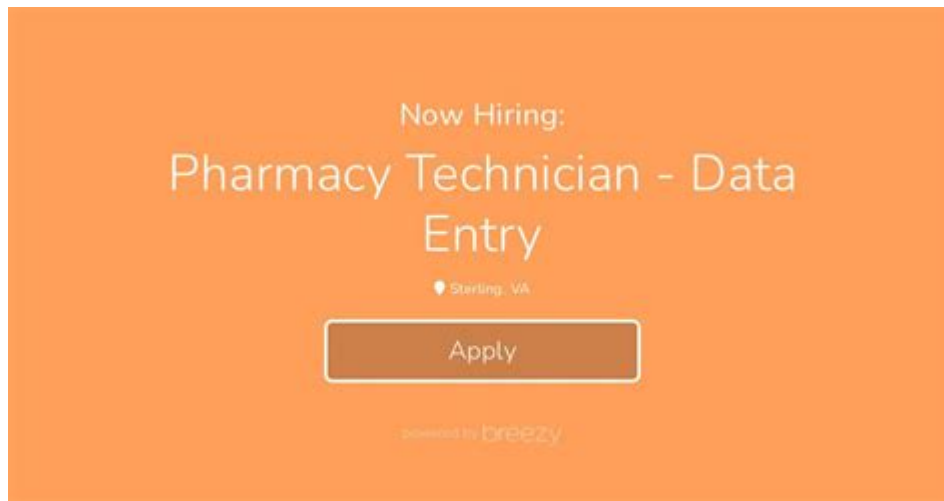 Now Hiring:
Pharmacy Technician - Data
Entry
Sterling, VA
Apply
powered by breezy